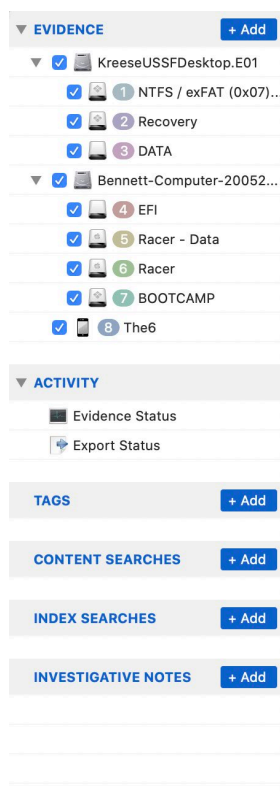 EVIDENCE + Add
KreeseUSSFDesktop.E01
1 NTFS / exFAT (0x07)...
2 Recovery
3 DATA
Bennett-Computer-20052...
4 EFI
5 Racer - Data
6 Racer
7 BOOTCAMP
8 The6
ACTIVITY
Evidence Status
Export Status
TAGS + Add
CONTENT SEARCHES + Add
INDEX SEARCHES + Add
INVESTIGATIVE NOTES + Add